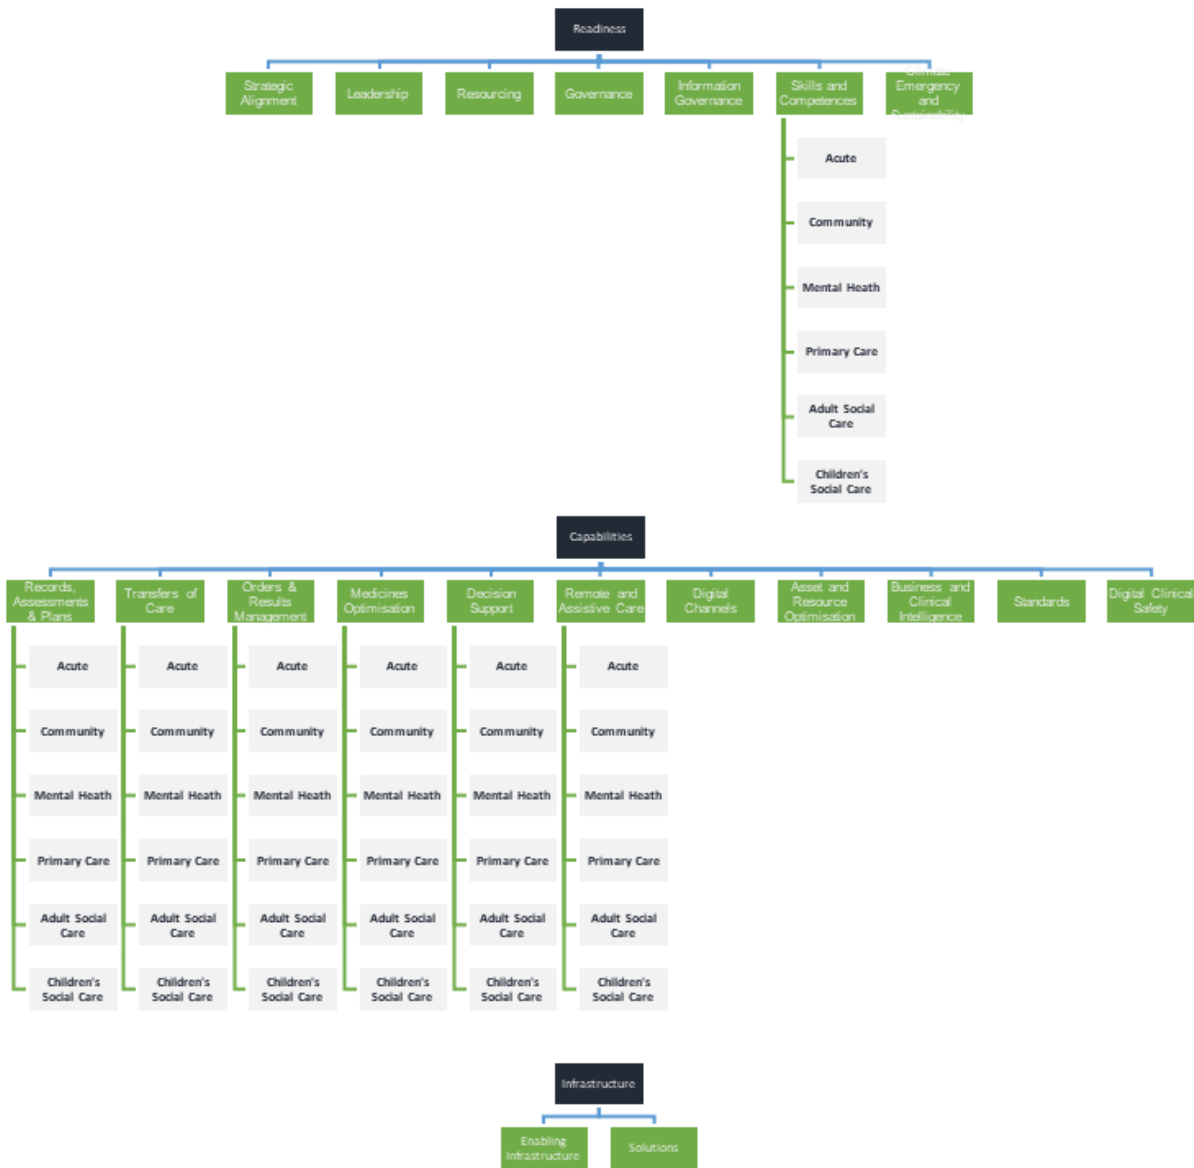 Readiness
Strategic
Alignment
Leadership
Resourcing
Governance
Information
Governance
Skills and
Competences
Emergency
and
Sustainability
Acute
Community
Mental Heath
Primary Care
Adult Social
Care
Children's
Social Care
Capabilities
Records,
Assessments
& Plans
Transfers of
Care
Orders &
Results
Management
Medicines
Optimisation
Decision
Support
Remote and
Assistive Care
Digital
Channels
Asset and
Resource
Optimisation
Business and
Clinical
Intelligence
Standards
Digital Clinical
Safety
Acute
Community
Mental Heath
Primary Care
Adult Social
Care
Children's
Social Care
Acute
Community
Mental Heath
Primary Care
Adult Social
Care
Children's
Social Care
Acute
Community
Mental Heath
Primary Care
Adult Social
Care
Children's
Social Care
Acute
Community
Mental Heath
Primary Care
Adult Social
Care
Children's
Social Care
Acute
Community
Mental Heath
Primary Care
Adult Social
Care
Children's
Social Care
Acute
Community
Mental Heath
Primary Care
Adult Social
Care
Children's
Social Care
Infrastructure
Enabling
Infrastructure
Solutions